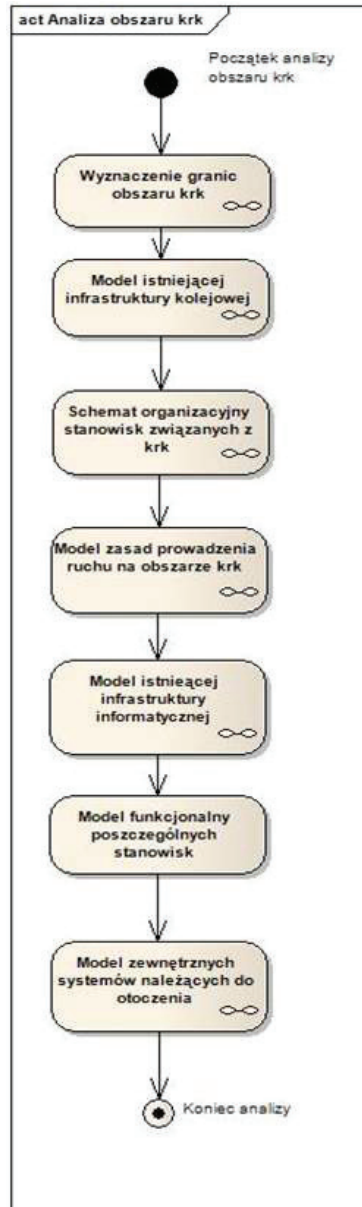 act Analiza obszaru krk
Początek analizy
obszaru krk
Wyznaczenie granic
obszaru krk
Model istniejącej
infrastruktury kolejowej
Schemat organizacyjny
stanowisk związanych z
krk
Model zasad prowadzenia
ruchu na obszarze krk
Model istnieącej
infrastruktury
informatycznej
Model funkcjonalny
poszczególnych
stanowisk
Model zewnętrznych
systemów należących do
otoczenia
Koniec analizy